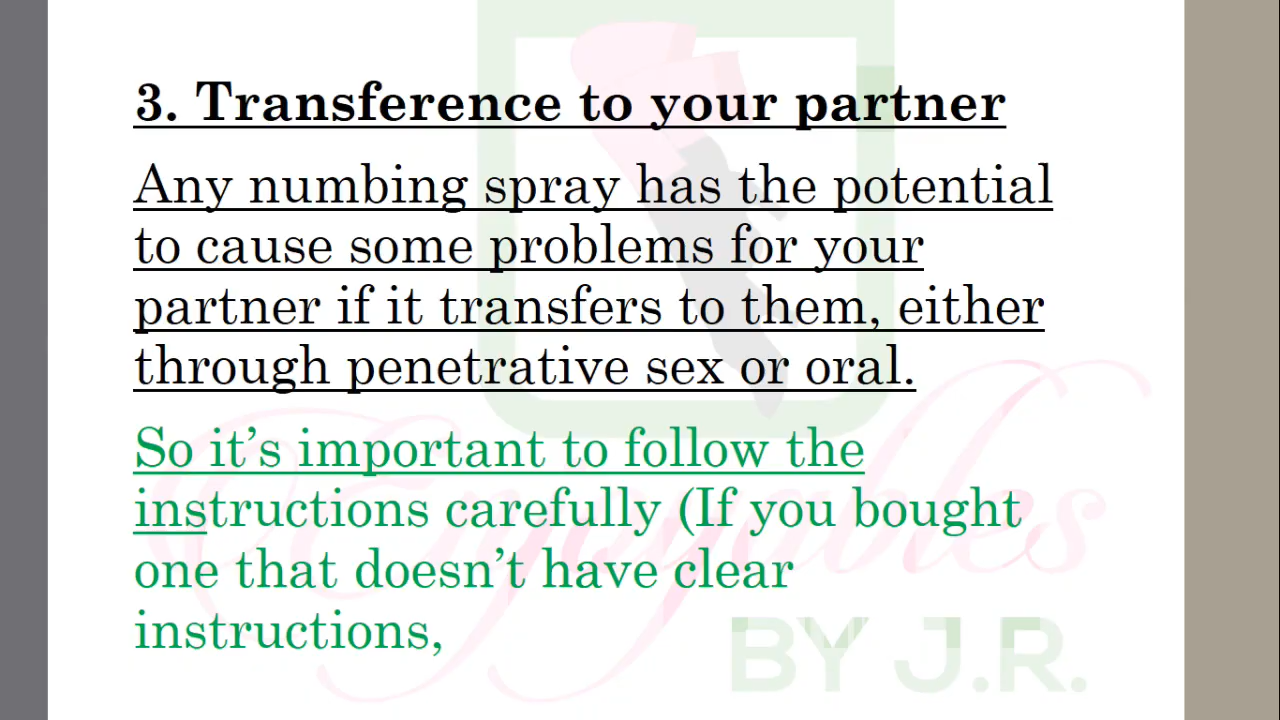 3. Transference to your partner
Any numbing spray has the potential
to cause some problems for your
partner if it transfers to them, either
through penetrative sex or oral.
So it’s important to follow the
instructions carefully (If you bought
one that doesn’t have clear
instructions,
Enjoyables
BY J.R.